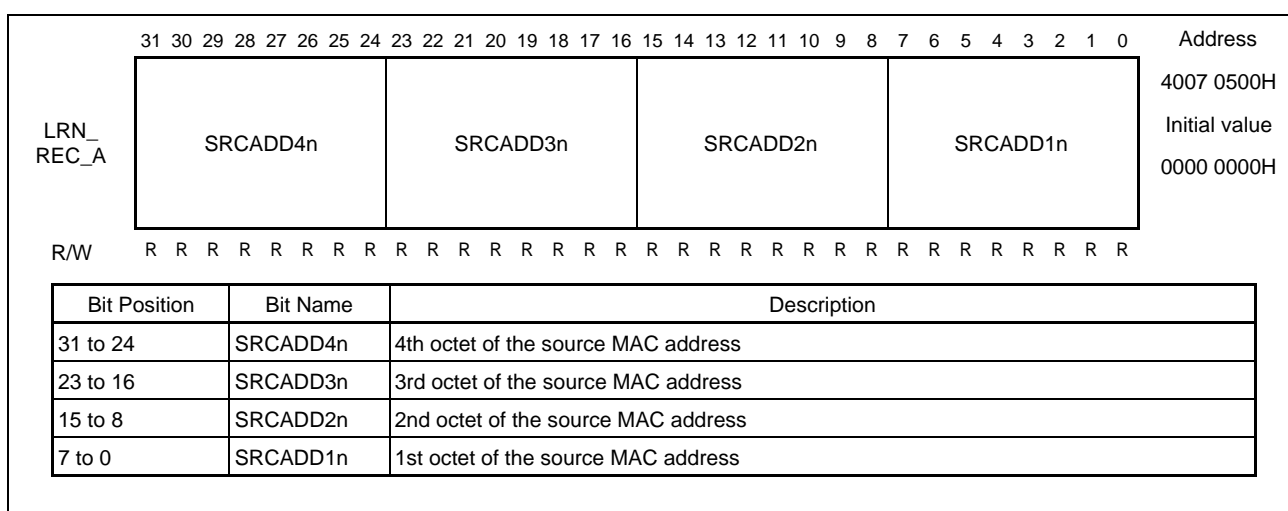 31 30 29 28 27 26 25 24 23 22 21 20 19 18 17 16 15 14 13 12 11 10 9 8 7 6 5 4 3 2 1 0 Address
4007 0500H
LRN_
REC_A
SRCADD4n SRCADD3n SRCADD2n SRCADD1n
Initial value
0000 0000H
R/W R R R R R R R R R R R R R R R R R R R R R R R R R R R R R R R R
Bit Position Bit Name Description
31 to 24 SRCADD4n 4th octet of the source MAC address
23 to 16 SRCADD3n 3rd octet of the source MAC address
15 to 8 SRCADD2n 2nd octet of the source MAC address
7 to 0 SRCADD1n 1st octet of the source MAC address